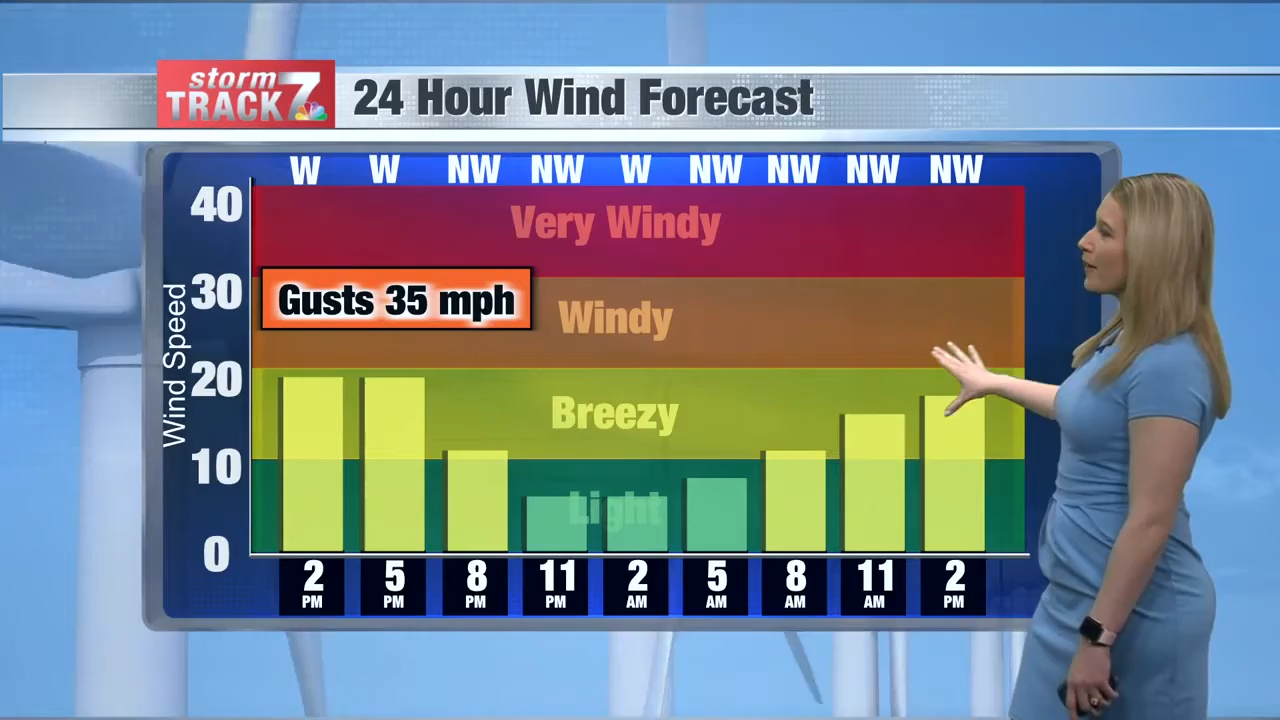 storm
TRACK 7
24 Hour Wind Forecast
W W NW NW W NW NW NW NW
40
30
20
10
0
Wind Speed
Very Windy
Gusts 35 mph
Windy
Breezy
Light
2 PM 5 PM 8 PM 11 PM 2 AM 5 AM 8 AM 11 AM 2 PM